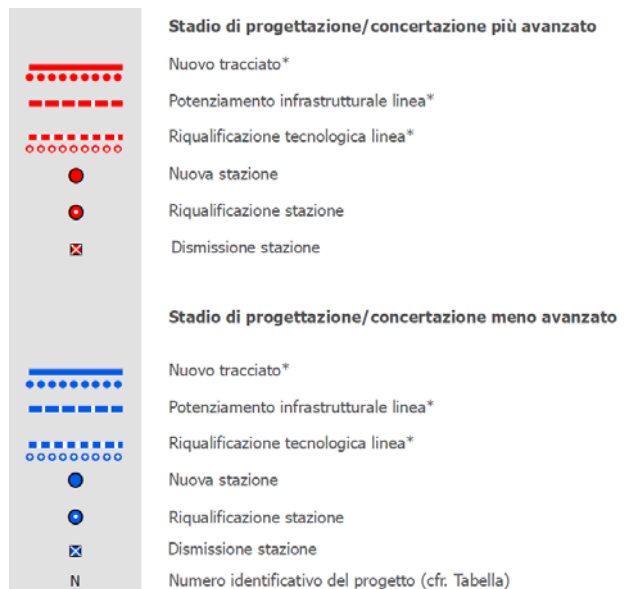 Stadio di progettazione/concertazione più avanzato
Nuovo tracciato*
Potenziamento infrastrutturale linea*
Riqualificazione tecnologica linea*
Nuova stazione
Riqualificazione stazione
Dismissione stazione
Stadio di progettazione/concertazione meno avanzato
Nuovo tracciato*
Potenziamento infrastrutturale linea*
Riqualificazione tecnologica linea*
Nuova stazione
Riqualificazione stazione
Dismissione stazione
N Numero identificativo del progetto (cfr. Tabella)